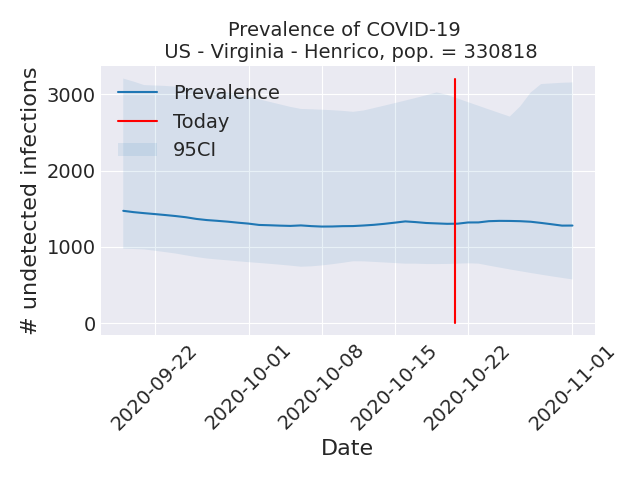 Prevalence of COVID-19
US - Virginia - Henrico, pop. = 330818
# undetected infections
3000
2000
1000
0
Prevalence
Today
95CI
2020-09-22
2020-10-01
2020-10-08
2020-10-15
2020-10-22
2020-11-01
Date